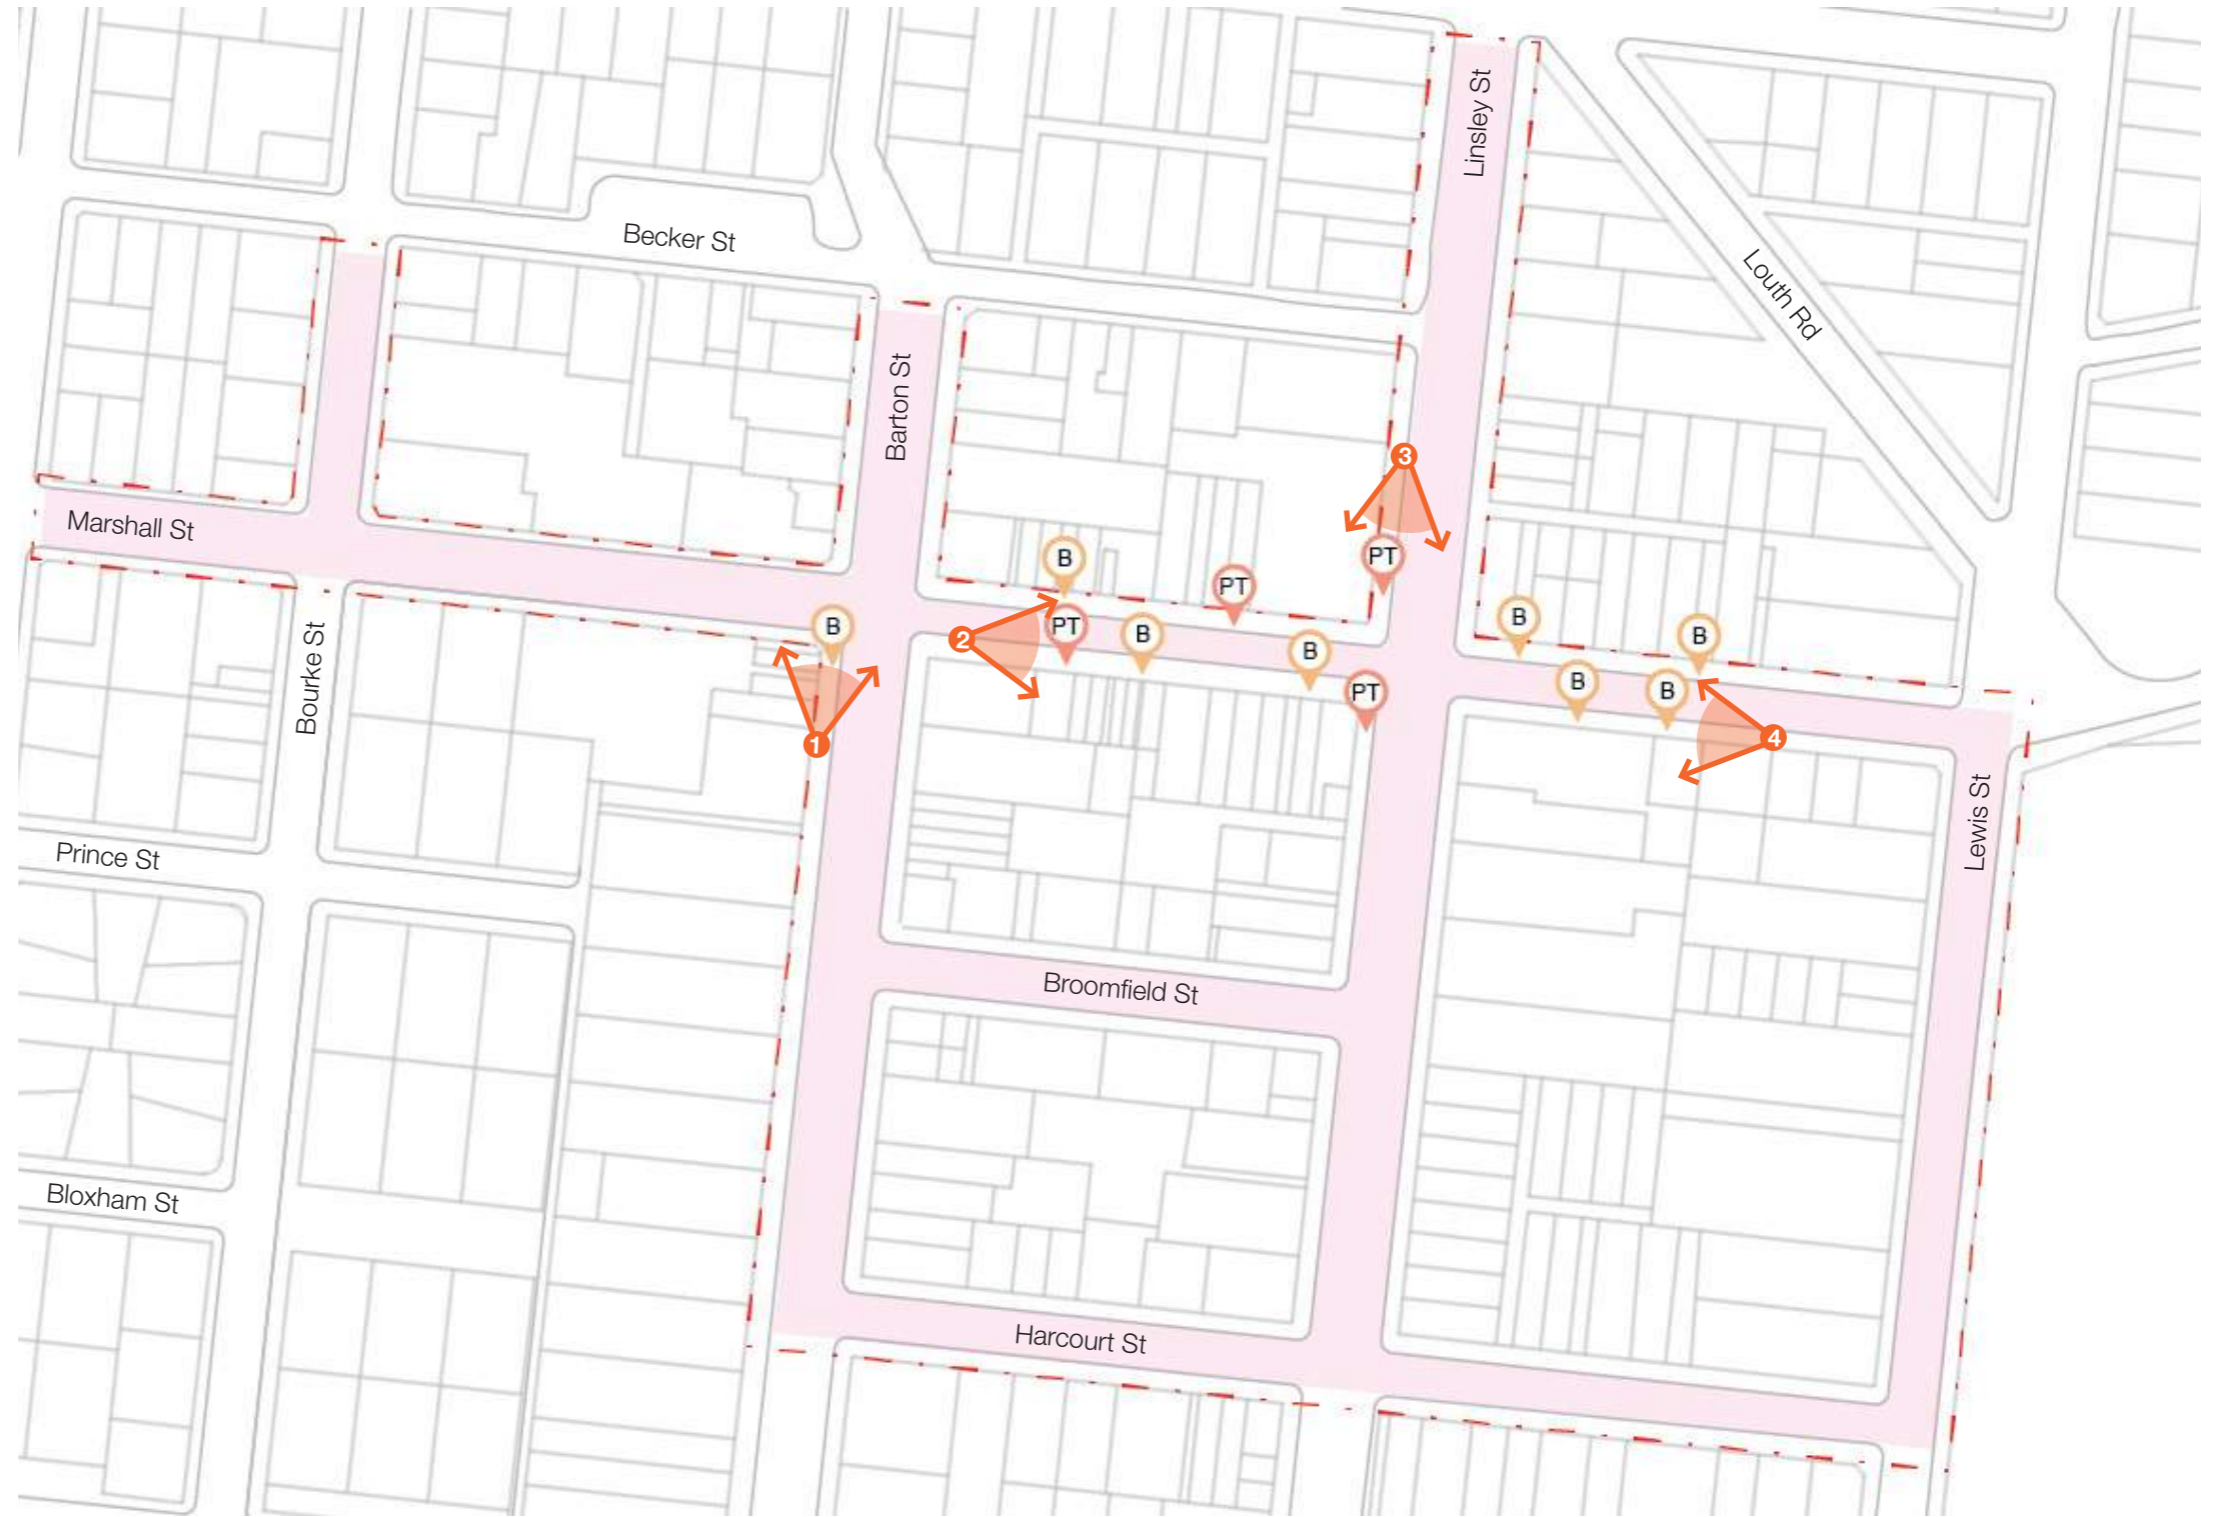 Linsley St
Becker St
Louth Rd
Barton St
3
Marshall St
B
PT
PT
B
B
B
PT
B
2
B
B
Bourke St
B
B
PT
4
1
Lewis St
Prince St
Broomfield St
Bloxham St
Harcourt St